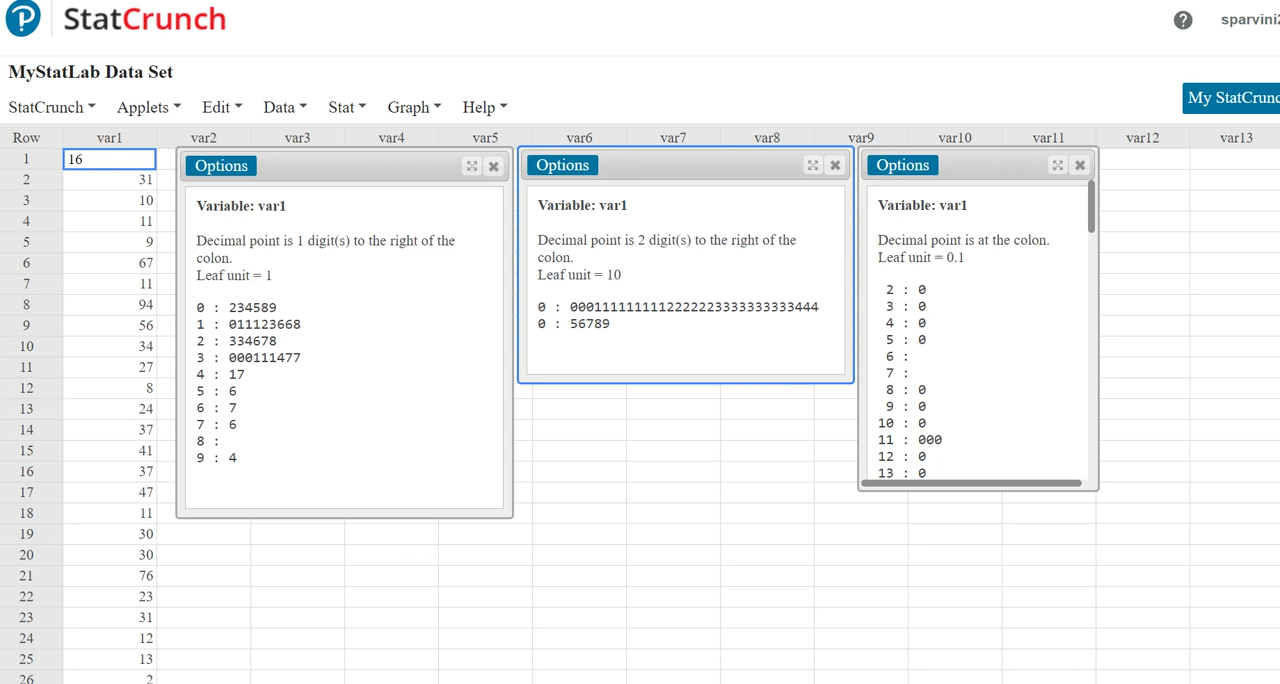 StatCrunch
sparvini2
MyStatLab Data Set
StatCrunch Applets Edit Data Stat Graph Help
My StatCrunc
Row var1 var2 var3 var4 var5 var6 var7 var8 var9 var10 var11 var12 var13
1 16
2 31
3 10
4 11
5 9
6 67
7 11
8 94
9 56
10 34
11 27
12 8
13 24
14 37
15 41
16 37
17 47
18 11
19 30
20 30
21 76
22 23
23 31
24 12
25 13
26 2
Options
Variable: var1
Decimal point is 1 digit(s) to the right of the
colon.
Leaf unit = 1
0 : 234589
1 : 011123668
2 : 334678
3 : 000111477
4 : 17
5 : 6
6 : 7
7 : 6
8 :
9 : 4
Options
Variable: var1
Decimal point is 2 digit(s) to the right of the
colon.
Leaf unit = 10
0 : 0001111111112222223333333333444
0 : 56789
Options
Variable: var1
Decimal point is at the colon.
Leaf unit = 0.1
2 : 0
3 : 0
4 : 0
5 : 0
6 :
7 :
8 : 0
9 : 0
10 : 0
11 : 000
12 : 0
13 : 0